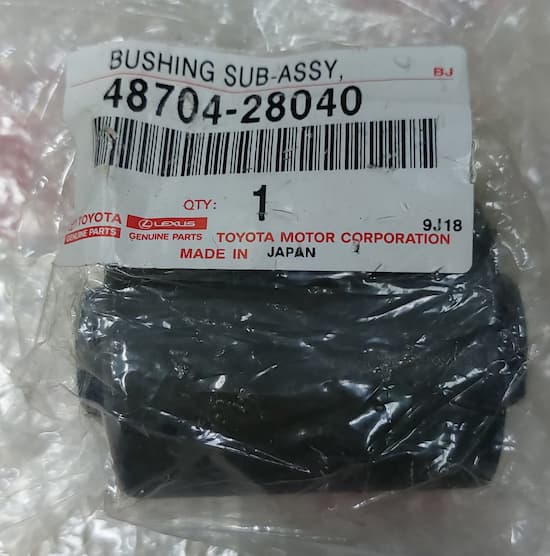 BUSHING SUB-ASSY,
BJ
48704-28040
QTY: 1
9J18
TOYOTA LEXUS
GENUINE PARTS GENUINE PARTS TOYOTA MOTOR CORPORATION
MADE IN JAPAN